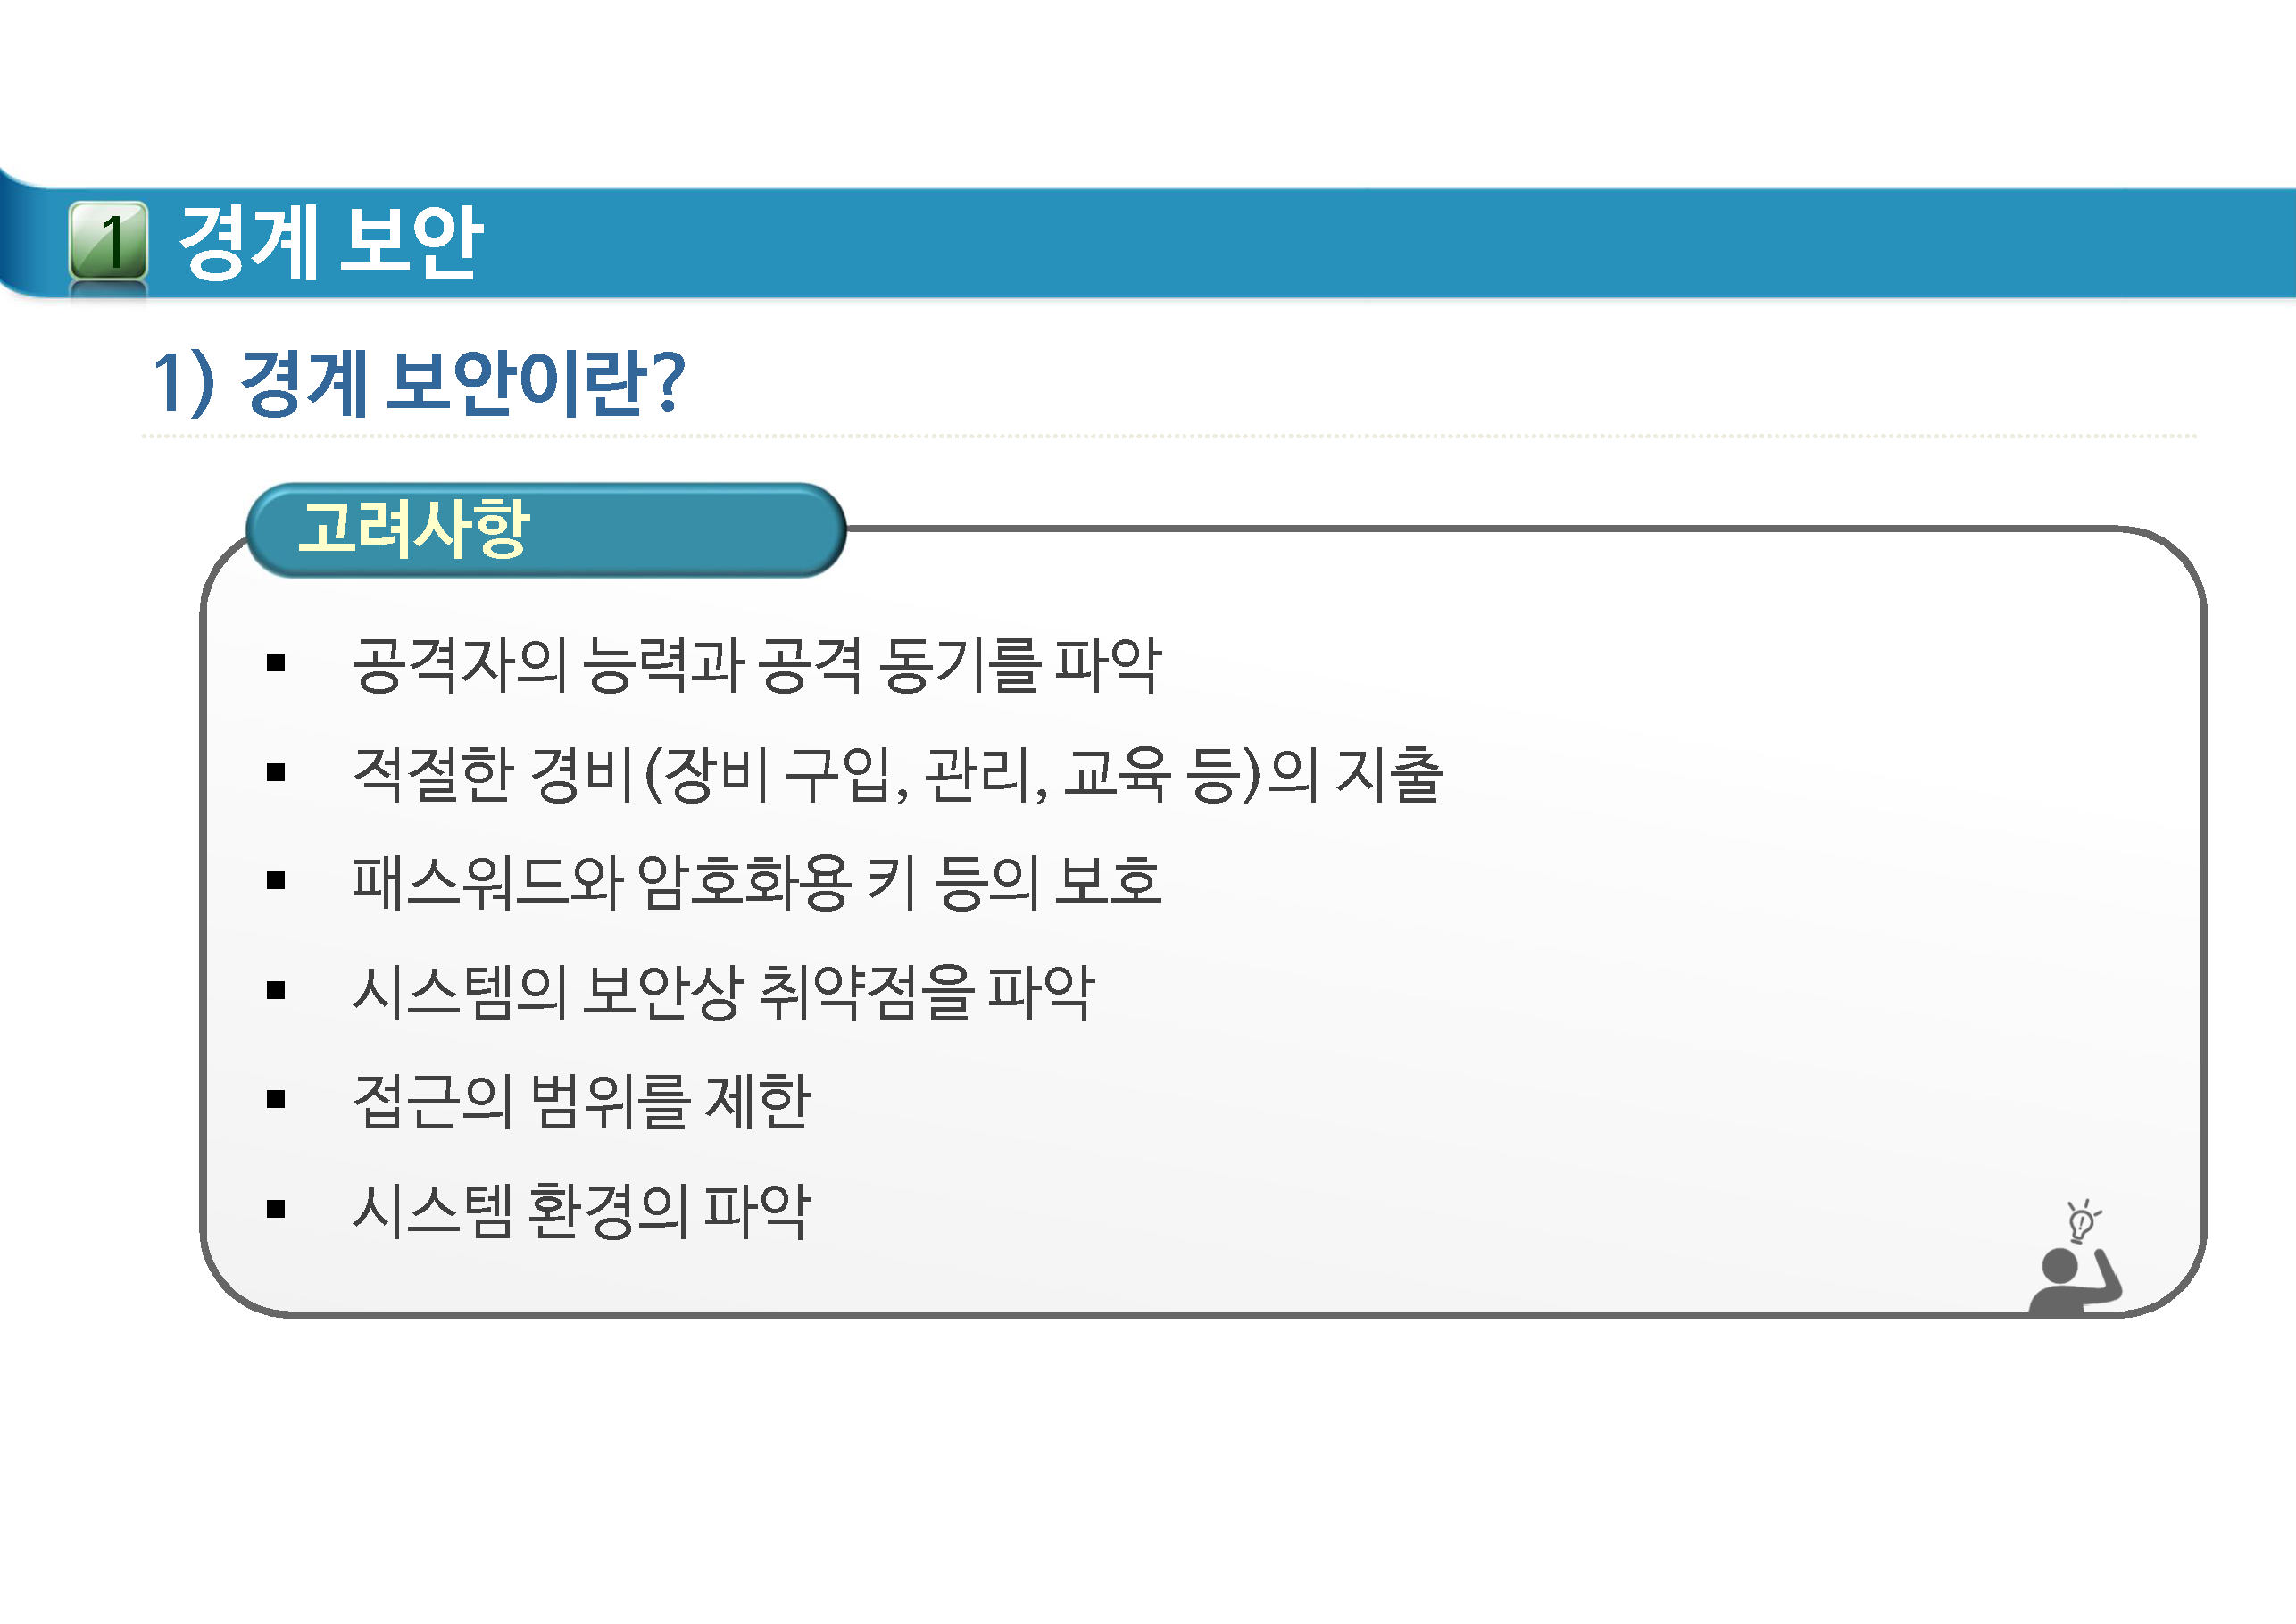 1 경계 보안
1) 경계 보안이란?
고려사항
▪ 공격자의 능력과 공격 동기를 파악
▪ 적절한 경비(장비 구입, 관리, 교육 등)의 지출
▪ 패스워드와 암호화용 키 등의 보호
▪ 시스템의 보안상 취약점을 파악
▪ 접근의 범위를 제한
▪ 시스템 환경의 파악